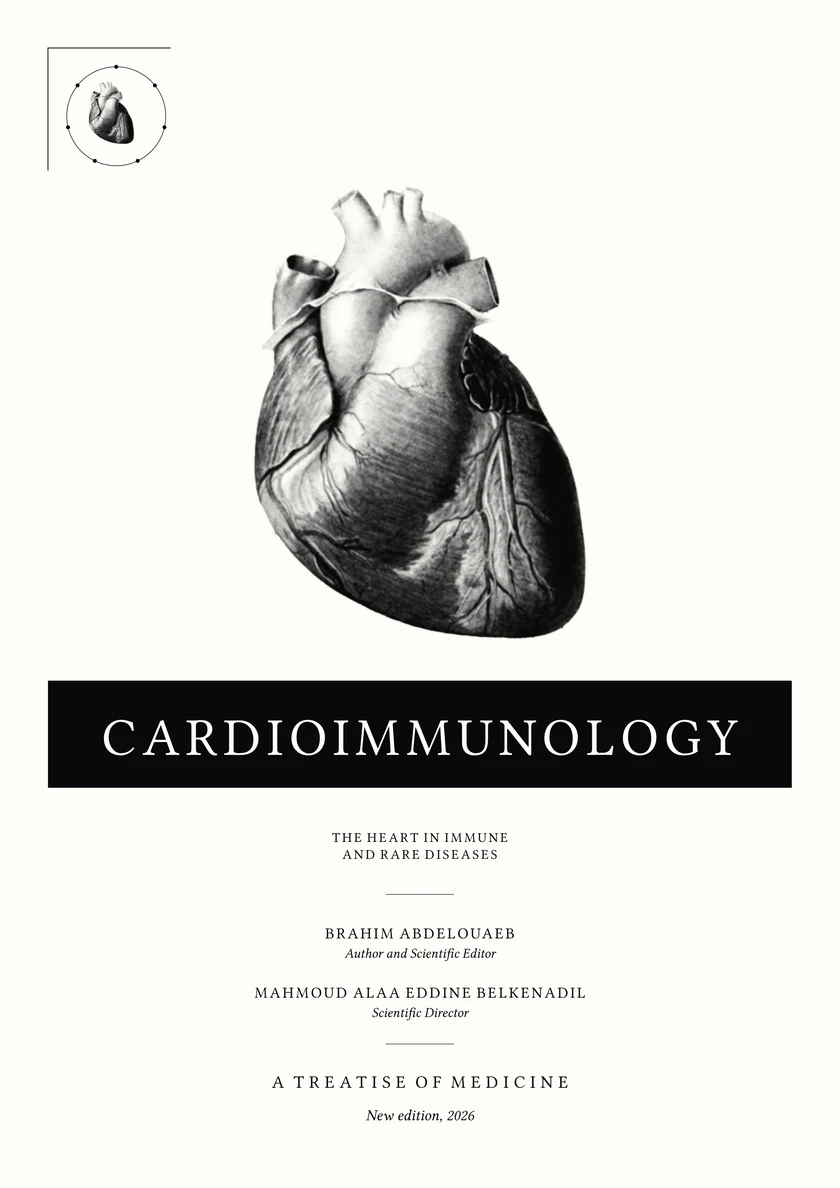 CARDIOIMMUNOLOGY
THE HEART IN IMMUNE
AND RARE DISEASES
BRAHIM ABDELOUAEB
Author and Scientific Editor
MAHMOUD ALAA EDDINE BELKENADIL
Scientific Director
A TREATISE OF MEDICINE
New edition, 2026